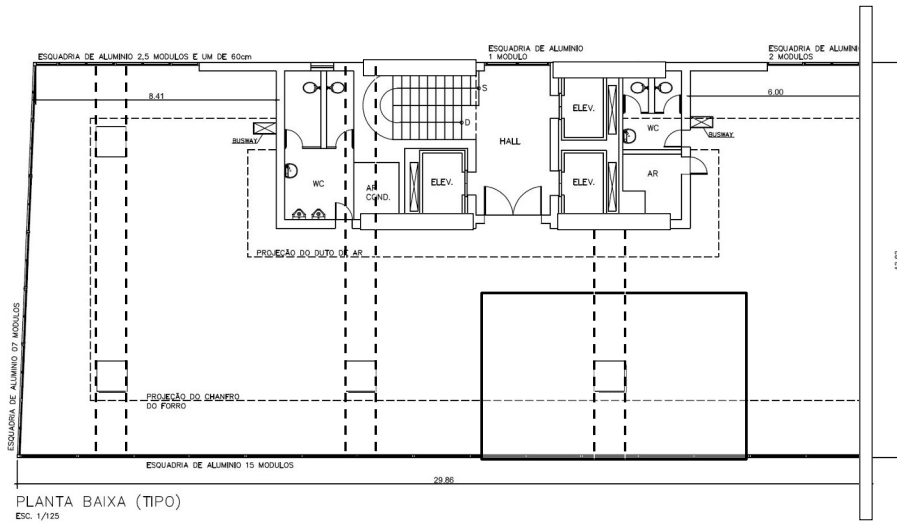 ESQUADRIA DE ALUMINIO 2,5 MODULOS E UM DE 60cm
ESQUADRIA DE ALUMINIO
1 MODULO
ESQUADRIA DE ALUMINI
2 MODULOS
8.41
6.00
S
D
ELEV.
HALL
WC
BUSWAY
BUSWAY
WC
AR
COND.
ELEV.
ELEV.
AR
PROJEÇÃO DO DUTO DE AR
ESQUADRIA DE ALUMINIO 07 MODULOS
PROJEÇÃO DO CHANFRO
DO FORRO
ESQUADRIA DE ALUMINIO 15 MODULOS
29.86
PLANTA BAIXA (TIPO)
ESC. 1/125